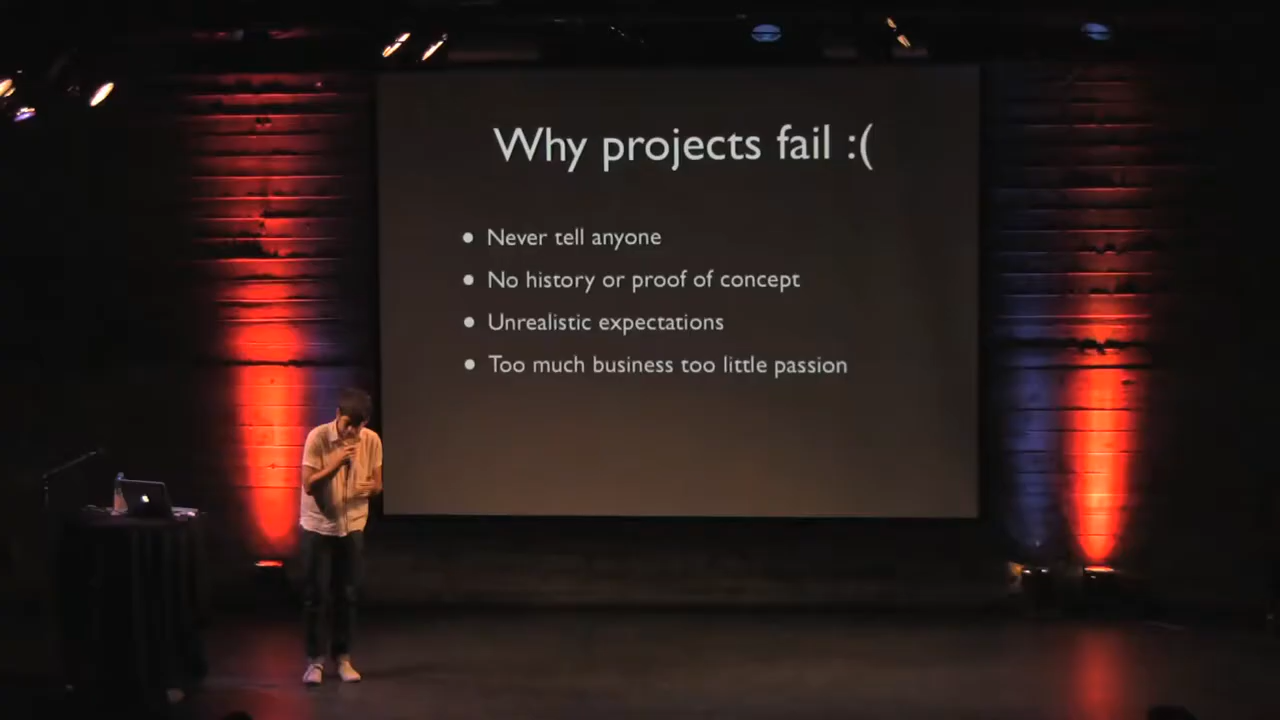 Why projects fail :(
● Never tell anyone
● No history or proof of concept
● Unrealistic expectations
● Too much business too little passion